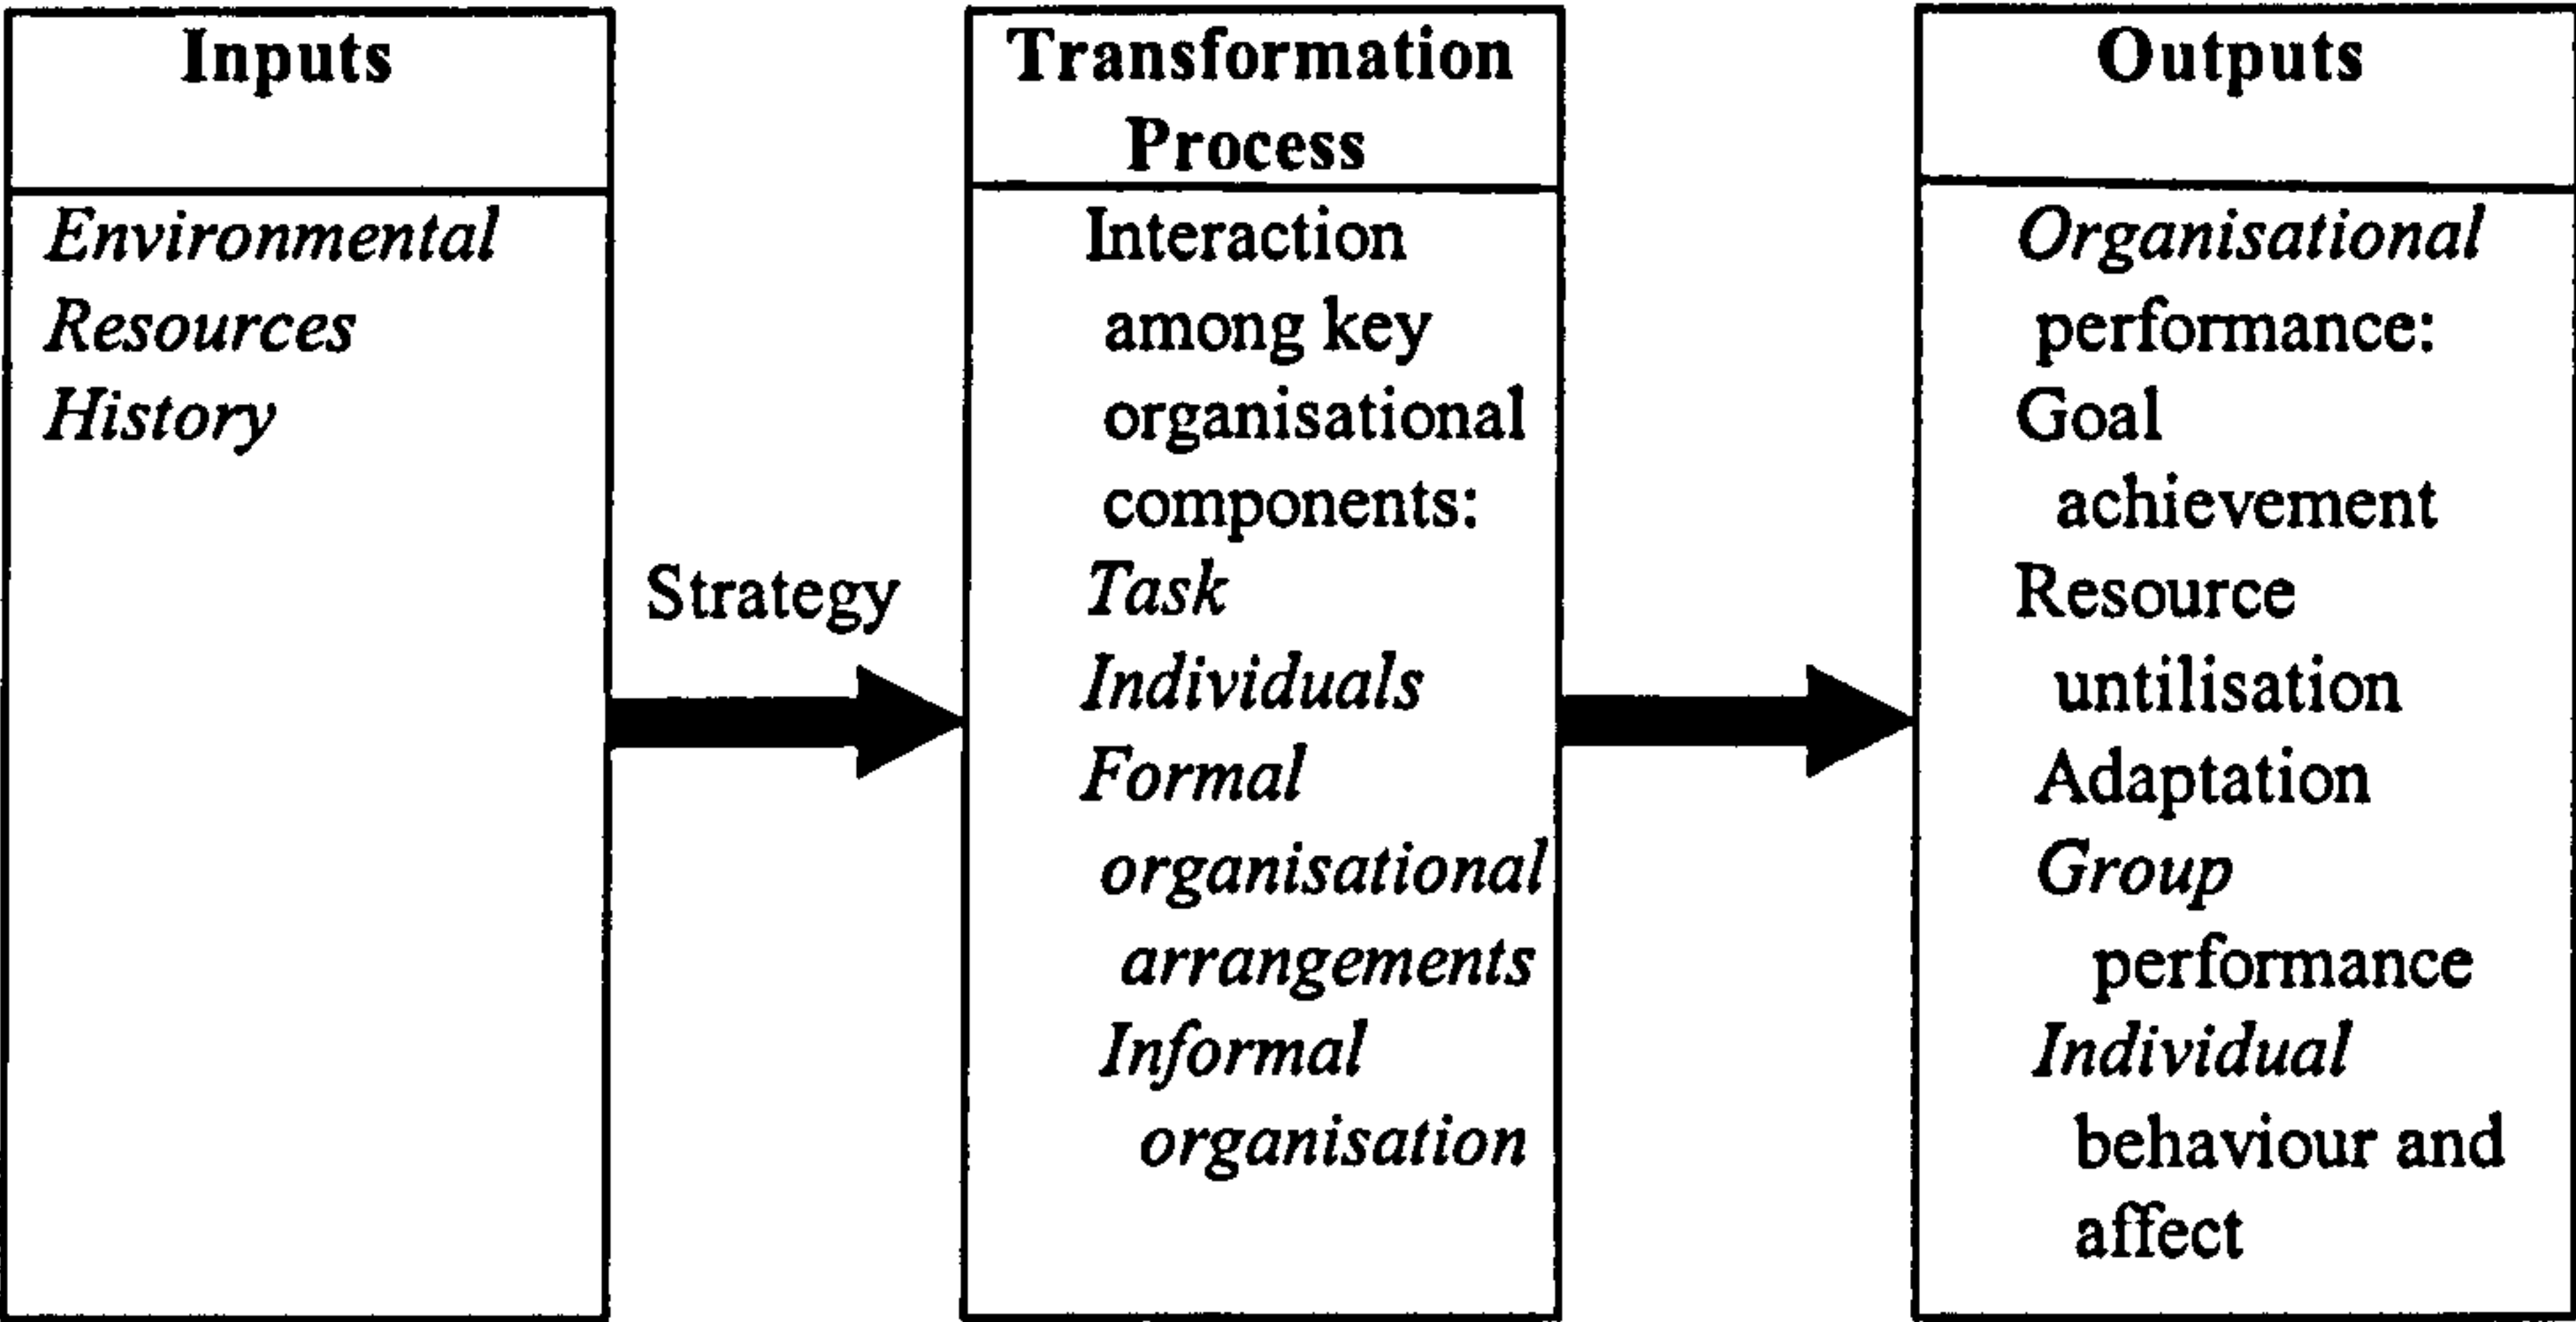 Inputs
Environmental
Resources
History
Strategy
Transformation
Process
Interaction
among key
organisational
components:
Task
Individuals
Formal
organisational
arrangements
Informal
organisation
Outputs
Organisational
performance:
Goal
achievement
Resource
untilisation
Adaptation
Group
performance
Individual
behaviour and
affect